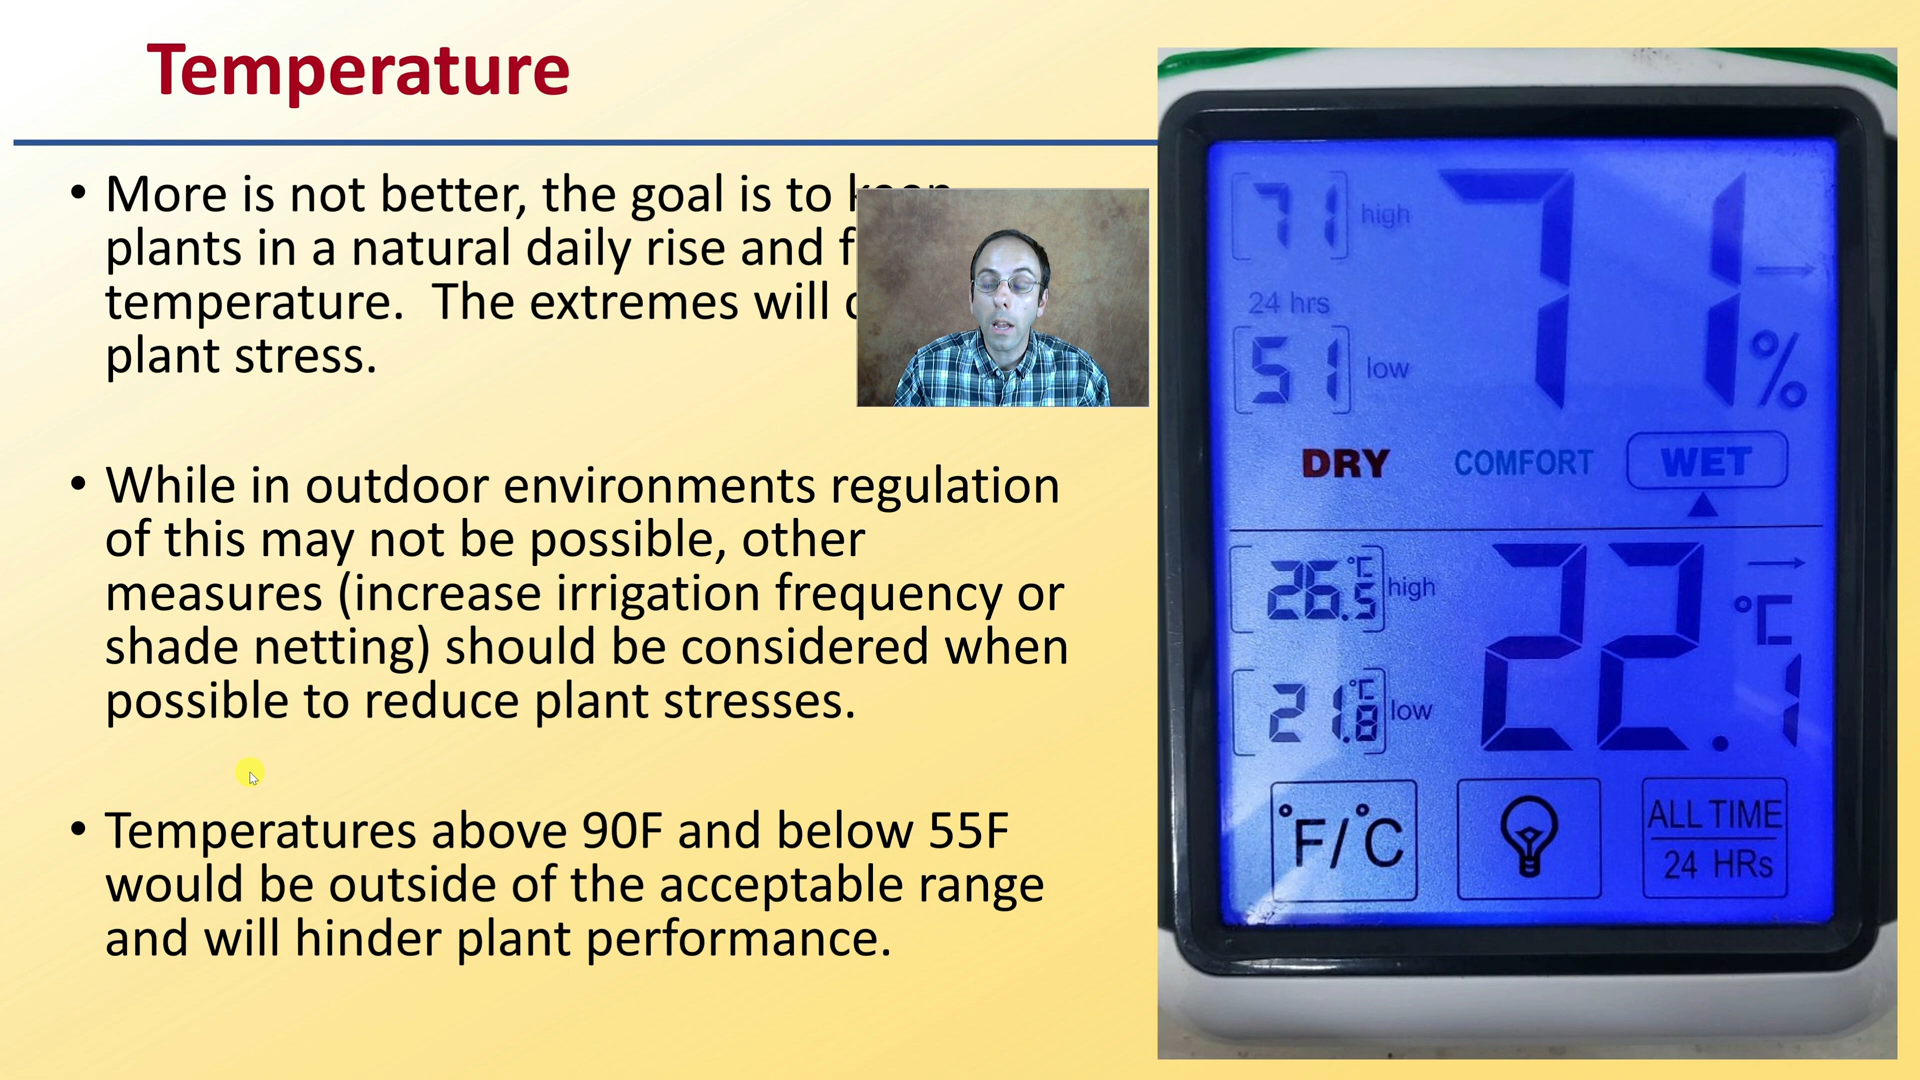 Temperature
• More is not better, the goal is to
plants in a natural daily rise and
temperature.  The extremes will
plant stress.
• While in outdoor environments regulation
of this may not be possible, other
measures (increase irrigation frequency or
shade netting) should be considered when
possible to reduce plant stresses.
• Temperatures above 90F and below 55F
would be outside of the acceptable range
and will hinder plant performance.
71 high
71 %
24 hrs
51 low
DRY COMFORT WET
26.5 °C high
22.1 °C
21.8 °C low
°F/°C
ALL TIME
24 HRs